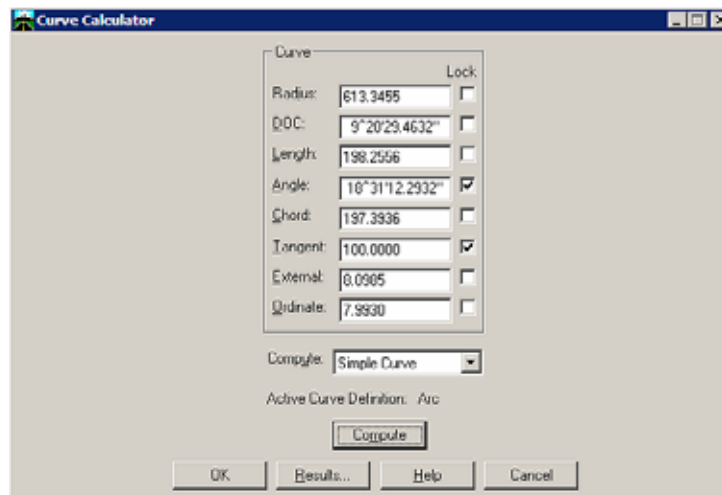 Curve Calculator
Curve
Lock
Radius: 613.3455
DOC: 9^20'29.4632"
Length: 198.2556
Angle: 18^31'12.2932"
Chord: 197.3936
Tangent: 100.0000
External: 8.0985
Ordinate: 7.9930
Compute: Simple Curve
Active Curve Definition: Arc
Compute
OK Results... Help Cancel